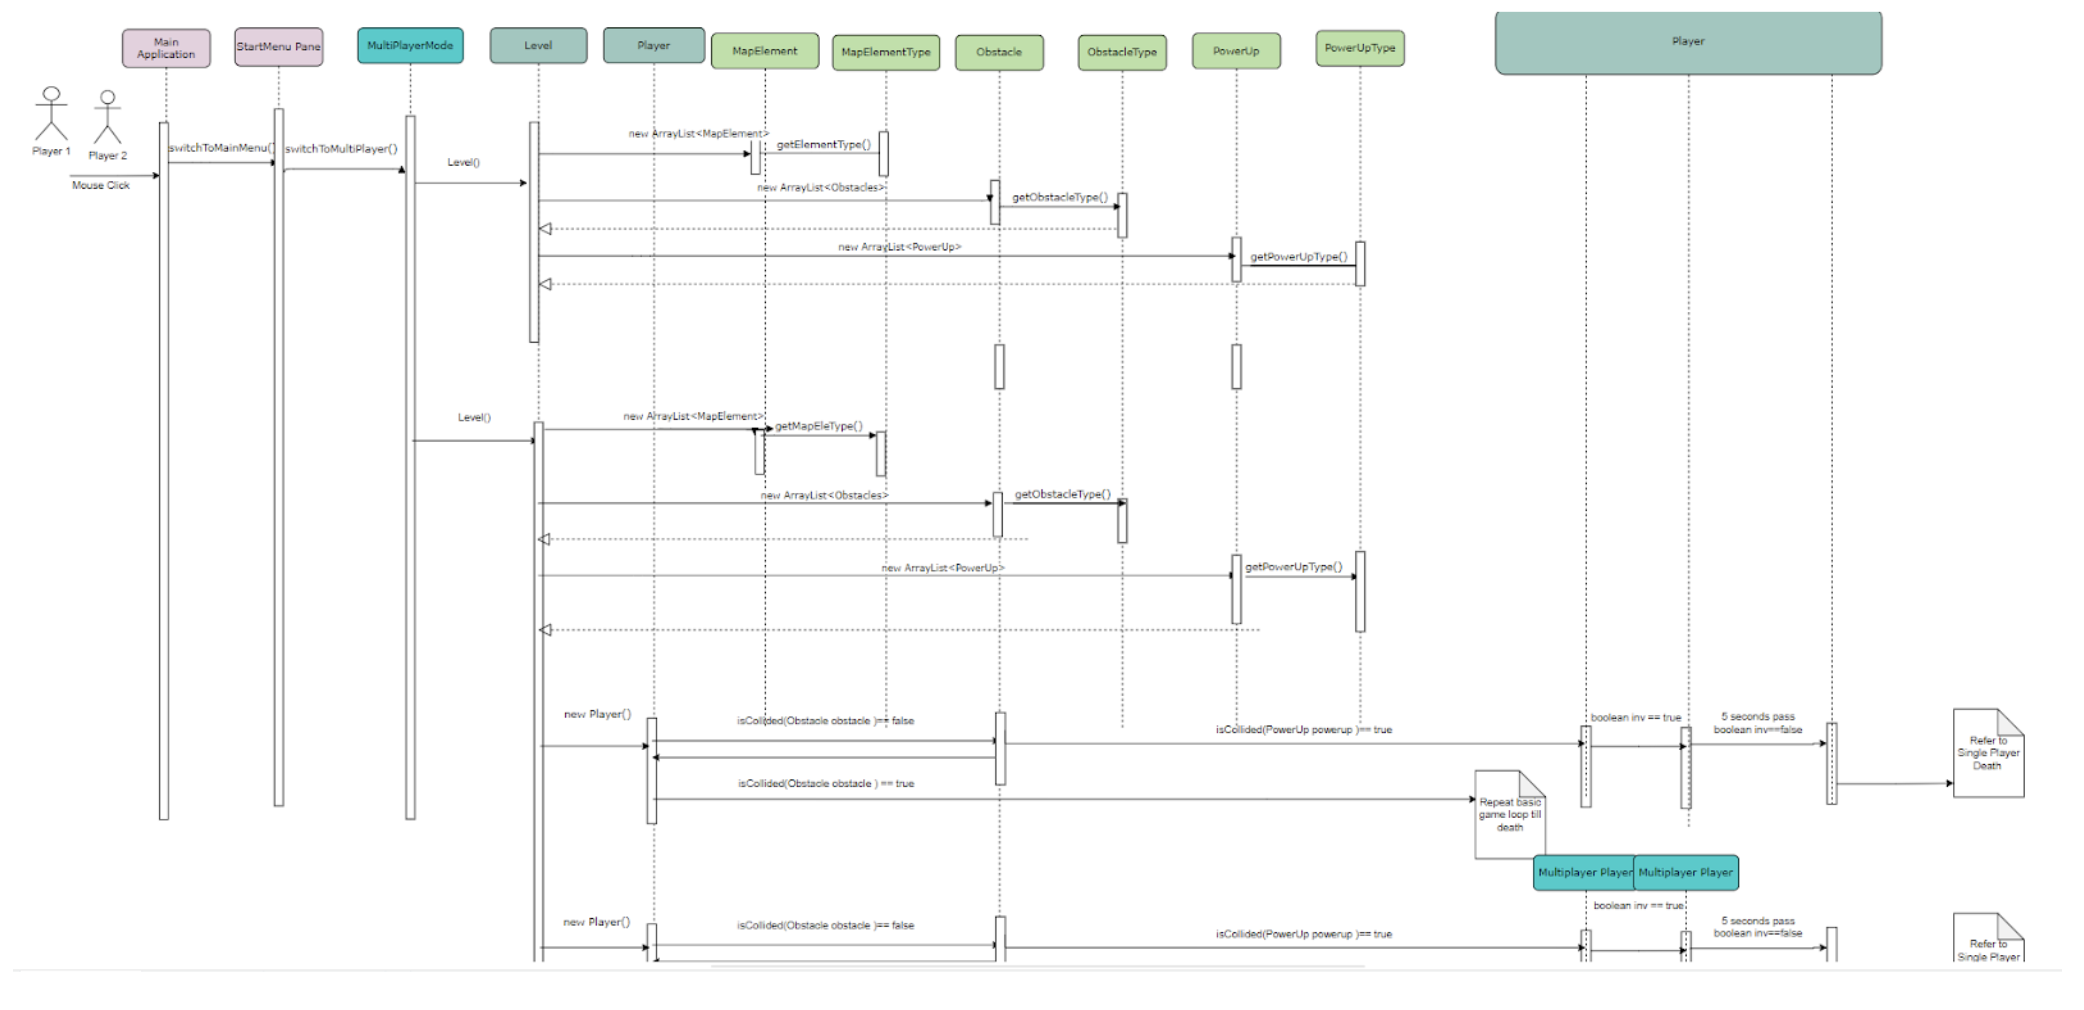 Main
Application
StartMenu Pane
MultiPlayerMode
Level
Player
MapElement
MapElementType
Obstacle
ObstacleType
PowerUp
PowerUpType
Player
Player 1
Player 2
Mouse Click
switchToMainMenu()
switchToMultiPlayer()
Level()
new ArrayList<MapElement>
getElementType()
new ArrayList<Obstacles>
getObstacleType()
new ArrayList<PowerUp>
getPowerUpType()
Level()
new ArrayList<MapElement>
getMapEleType()
new ArrayList<Obstacles>
getObstacleType()
new ArrayList<PowerUp>
getPowerUpType()
new Player()
isCollided(Obstacle obstacle )== false
isCollided(PowerUp powerup )== true
boolean inv == true
5 seconds pass
boolean inv==false
Refer to
Single Player
Death
isCollided(Obstacle obstacle ) == true
Repeat basic
game loop till
death
Multiplayer Player
Multiplayer Player
new Player()
isCollided(Obstacle obstacle )== false
isCollided(PowerUp powerup )== true
boolean inv == true
5 seconds pass
boolean inv==false
Refer to
Single Player